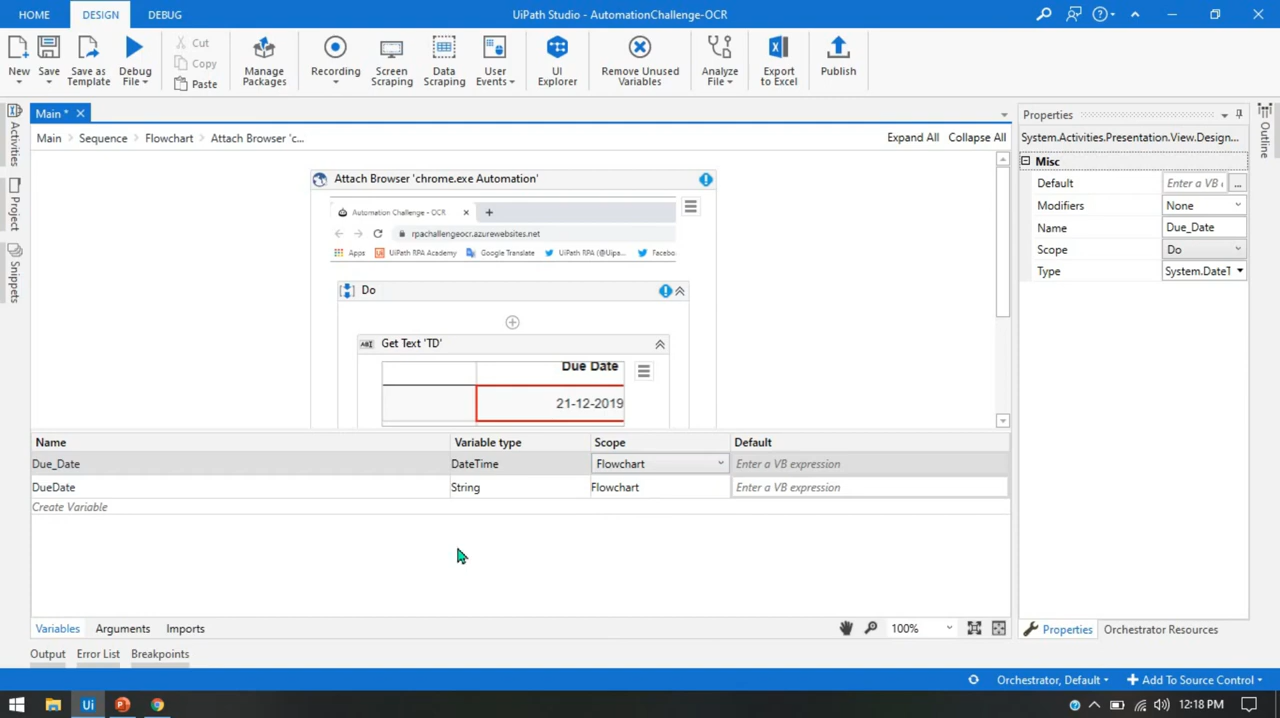 HOME DESIGN DEBUG UiPath Studio - AutomationChallenge-OCR
New Save Save as Template Debug File Cut Copy Paste Manage Packages Recording Screen Scraping Data Scraping User Events UI Explorer Remove Unused Variables Analyze File Export to Excel Publish
Main *
Main Sequence Flowchart Attach Browser 'c... Expand All Collapse All
Activities
Project
Snippets
Attach Browser 'chrome.exe Automation'
Automation Challenge - OCR
rpachallengeocr.azurewebsites.net
Apps UiPath RPA Academy Google Translate UiPath RPA (@Uipa... Facebo
Do
Get Text 'TD'
Due Date
21-12-2019
Name Variable type Scope Default
Due_Date DateTime Flowchart Enter a VB expression
DueDate String Flowchart Enter a VB expression
Create Variable
Variables Arguments Imports 100%
Properties
System.Activities.Presentation.View.Design...
Misc
Default Enter a VB ...
Modifiers None
Name Due_Date
Scope Do
Type System.DateT
Properties Orchestrator Resources
Outline
Output Error List Breakpoints
Orchestrator, Default Add To Source Control
Ui 12:18 PM